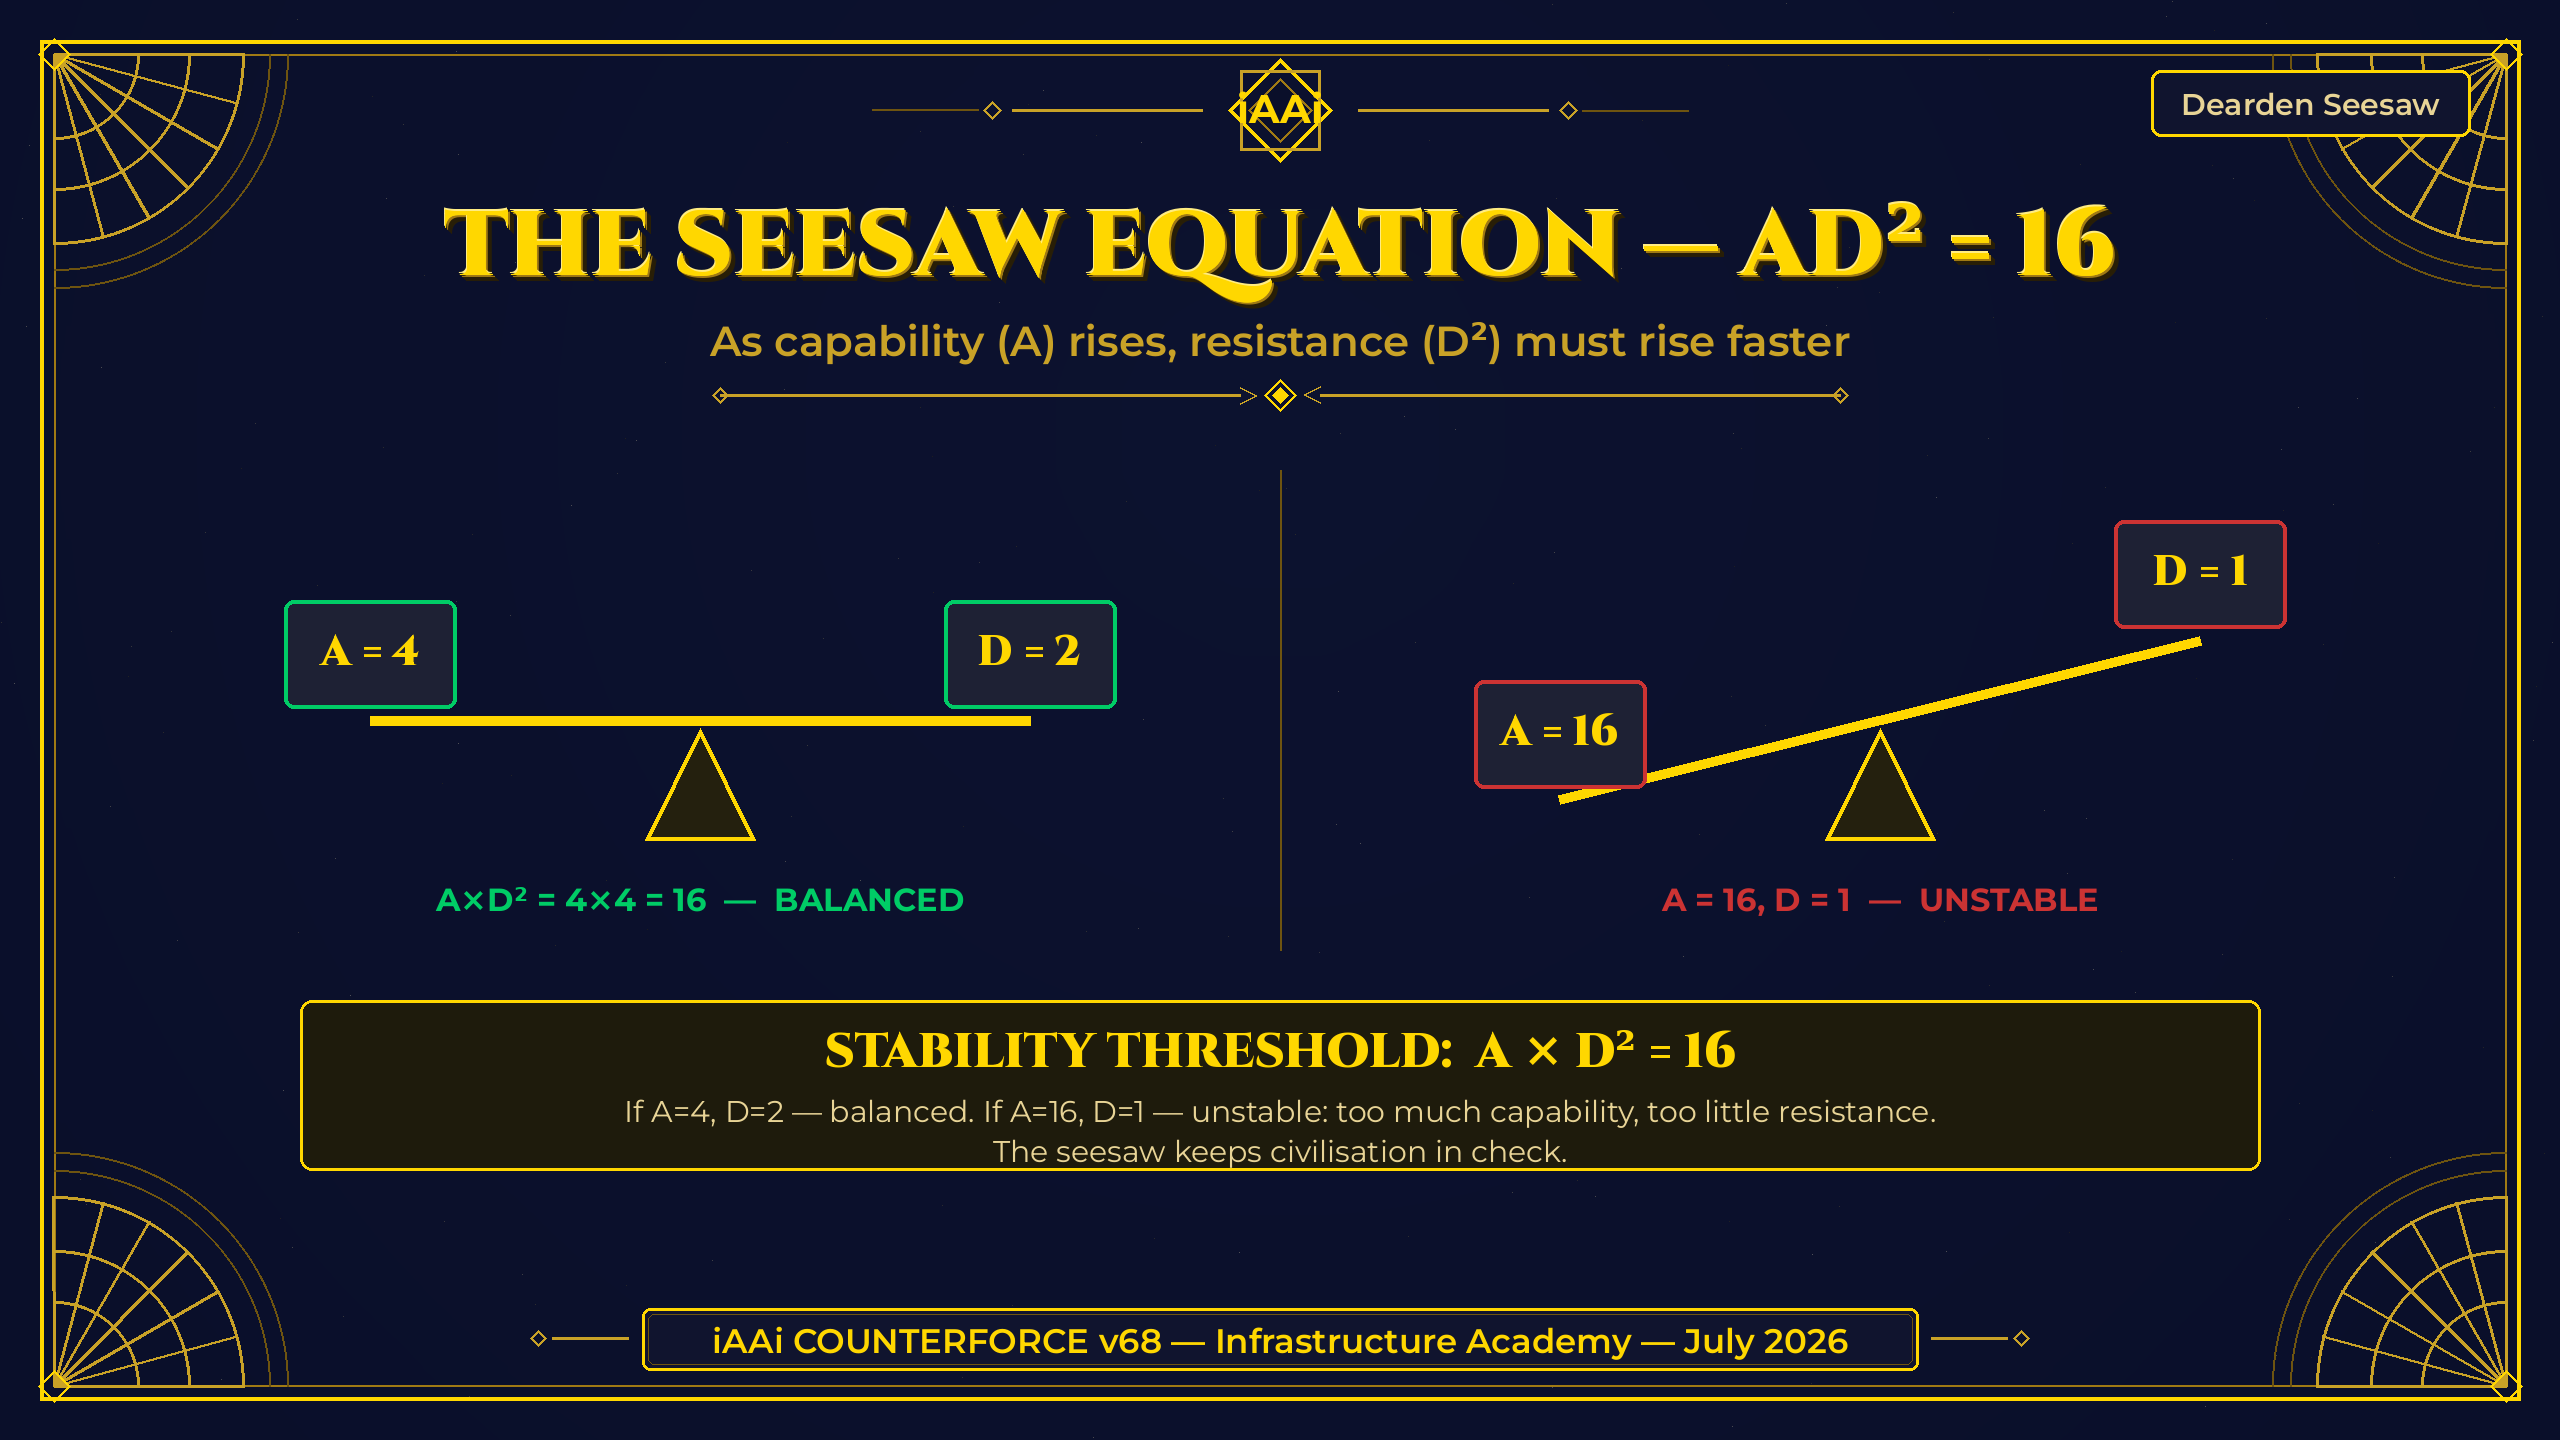 iAAi
Dearden Seesaw
THE SEESAW EQUATION — AD² = 16
As capability (A) rises, resistance (D²) must rise faster
A = 4
D = 2
A×D² = 4×4 = 16 — BALANCED
D = 1
A = 16
A = 16, D = 1 — UNSTABLE
STABILITY THRESHOLD: A × D² = 16
If A=4, D=2 — balanced. If A=16, D=1 — unstable: too much capability, too little resistance.
The seesaw keeps civilisation in check.
iAAi COUNTERFORCE v68 — Infrastructure Academy — July 2026